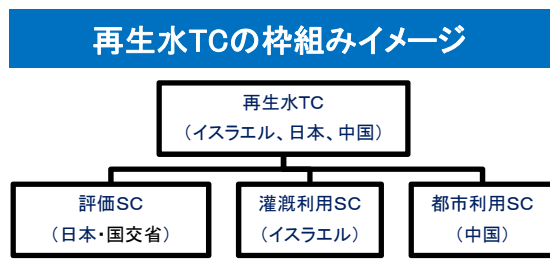 再生水TCの枠組みイメージ
再生水TC
（イスラエル、日本、中国）
評価SC
（日本・国交省）
灌漑利用SC
（イスラエル）
都市利用SC
（中国）